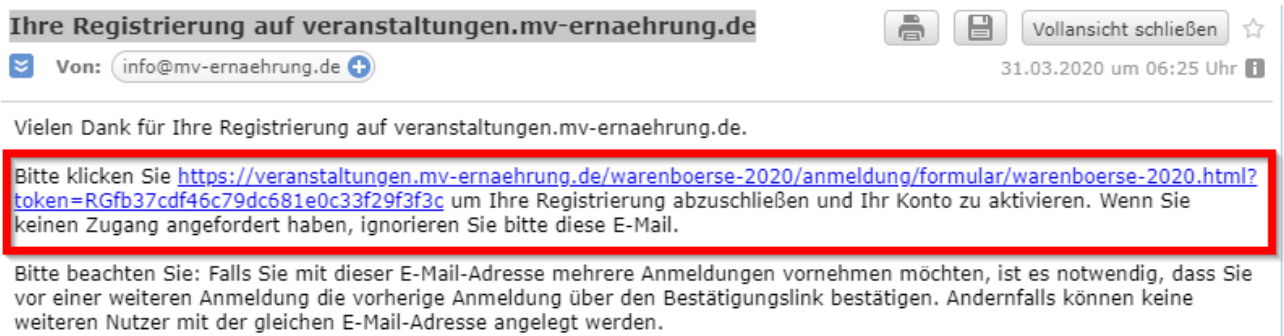 Ihre Registrierung auf veranstaltungen.mv-ernaehrung.de
Vollansicht schließen
Von: info@mv-ernaehrung.de
31.03.2020 um 06:25 Uhr
Vielen Dank für Ihre Registrierung auf veranstaltungen.mv-ernaehrung.de.
Bitte klicken Sie https://veranstaltungen.mv-ernaehrung.de/warenboerse-2020/anmeldung/formular/warenboerse-2020.html?
token=RGfb37cdf46c79dc681e0c33f29f3f3c um Ihre Registrierung abzuschließen und Ihr Konto zu aktivieren. Wenn Sie
keinen Zugang angefordert haben, ignorieren Sie bitte diese E-Mail.
Bitte beachten Sie: Falls Sie mit dieser E-Mail-Adresse mehrere Anmeldungen vornehmen möchten, ist es notwendig, dass Sie
vor einer weiteren Anmeldung die vorherige Anmeldung über den Bestätigungslink bestätigen. Andernfalls können keine
weiteren Nutzer mit der gleichen E-Mail-Adresse angelegt werden.